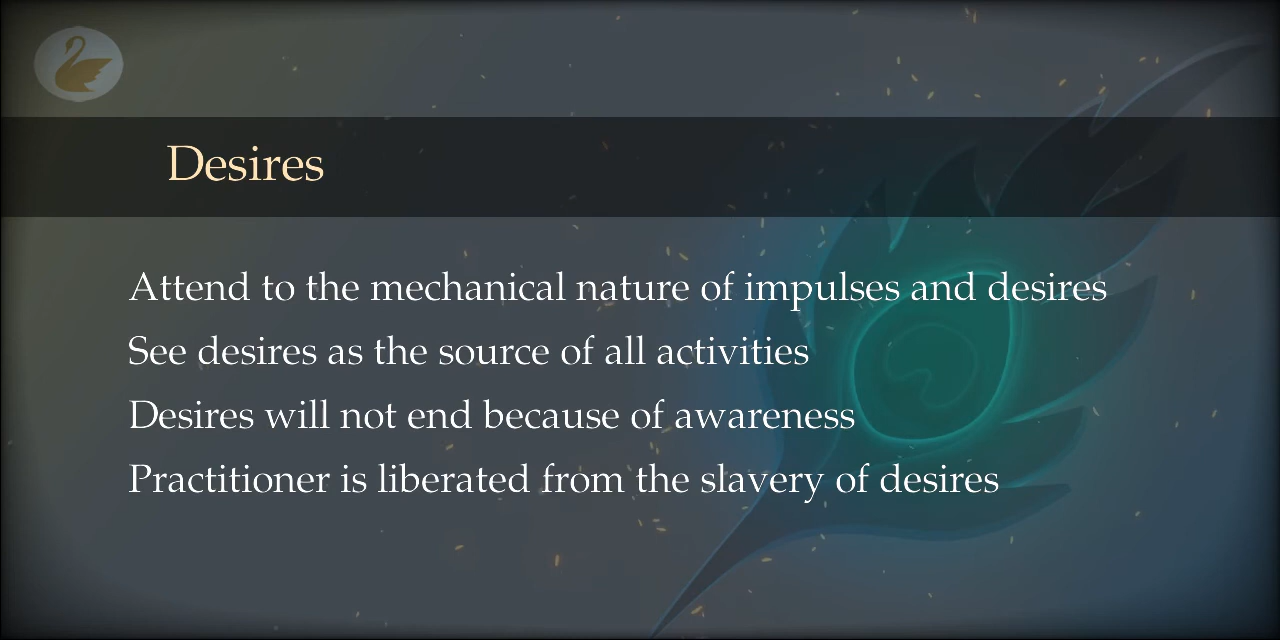 Desires
Attend to the mechanical nature of impulses and desires
See desires as the source of all activities
Desires will not end because of awareness
Practitioner is liberated from the slavery of desires